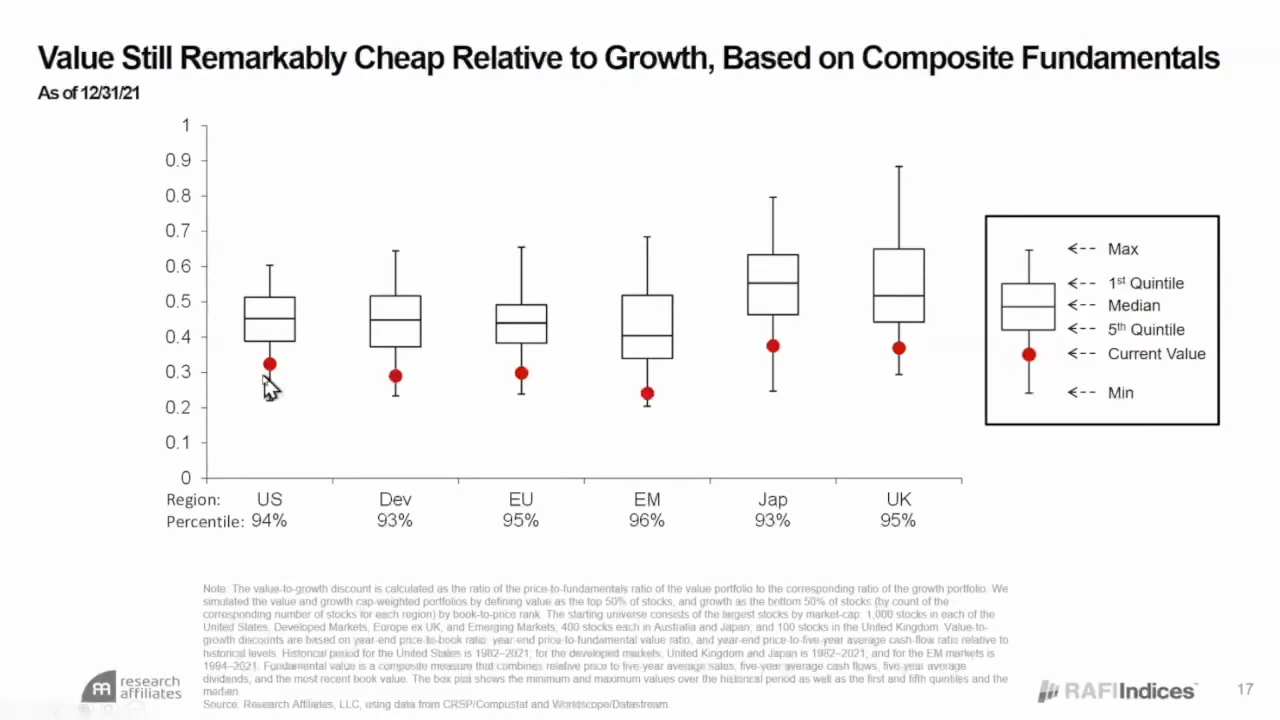 Value Still Remarkably Cheap Relative to Growth, Based on Composite Fundamentals
As of 12/31/21
1
0.9
0.8
0.7
0.6
0.5
0.4
0.3
0.2
0.1
0
Region: US Dev EU EM Jap UK
Percentile: 94% 93% 95% 96% 93% 95%
Max
1st Quintile
Median
5th Quintile
Current Value
Min
Note: The value-to-growth discount is calculated as the ratio of the price-to-fundamentals ratio of the value portfolio to the corresponding ratio of the growth portfolio. We
simulated the value and growth cap-weighted portfolios by defining value as the top 50% of stocks, and growth as the bottom 50% of stocks (by count of the
corresponding number of stocks for each region) by book-to-price rank. The starting universe consists of the largest stocks by market-cap: 1,000 stocks in each of the
United States, Developed Markets, Europe ex UK, and Emerging Markets, 400 stocks each in Australia and Japan, and 100 stocks in the United Kingdom. Value-to-
growth discounts are based on year-end price-to-book ratio, year-end price-to-fundamental value ratio, and year-end price-to-five-year average cash-flow ratio relative to
historical levels. Historical period for the United States is 1982–2021, for the developed markets, United Kingdom and Japan is 1982–2021, and for the EM markets is
1994–2021. Fundamental value is a composite measure that combines relative price to five-year average sales, five-year average cash flows, five-year average
dividends, and the most recent book value. The box plot shows the minimum and maximum values over the historical period as well as the first and fifth quintiles and the
median.
Source: Research Affiliates, LLC, using data from CRSP/Compustat and Worldscope/Datastream.
research
affiliates
RAFI Indices
17